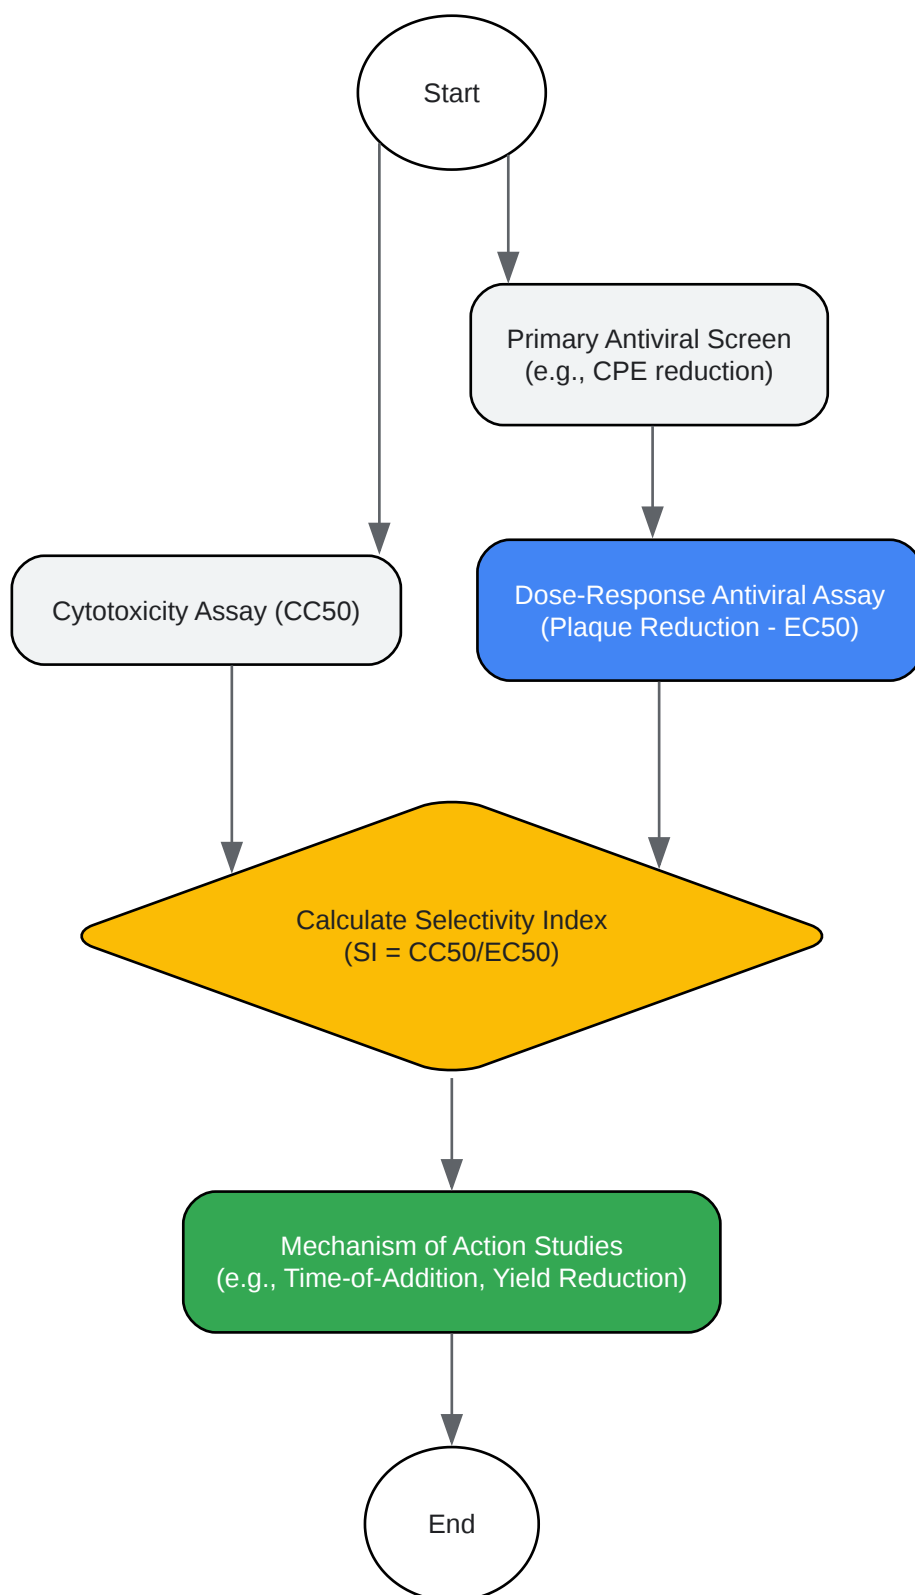 Start
Primary Antiviral Screen
(e.g., CPE reduction)
Cytotoxicity Assay (CC50)
Dose-Response Antiviral Assay
(Plaque Reduction - EC50)
Calculate Selectivity Index
(SI = CC50/EC50)
Mechanism of Action Studies
(e.g., Time-of-Addition, Yield Reduction)
End